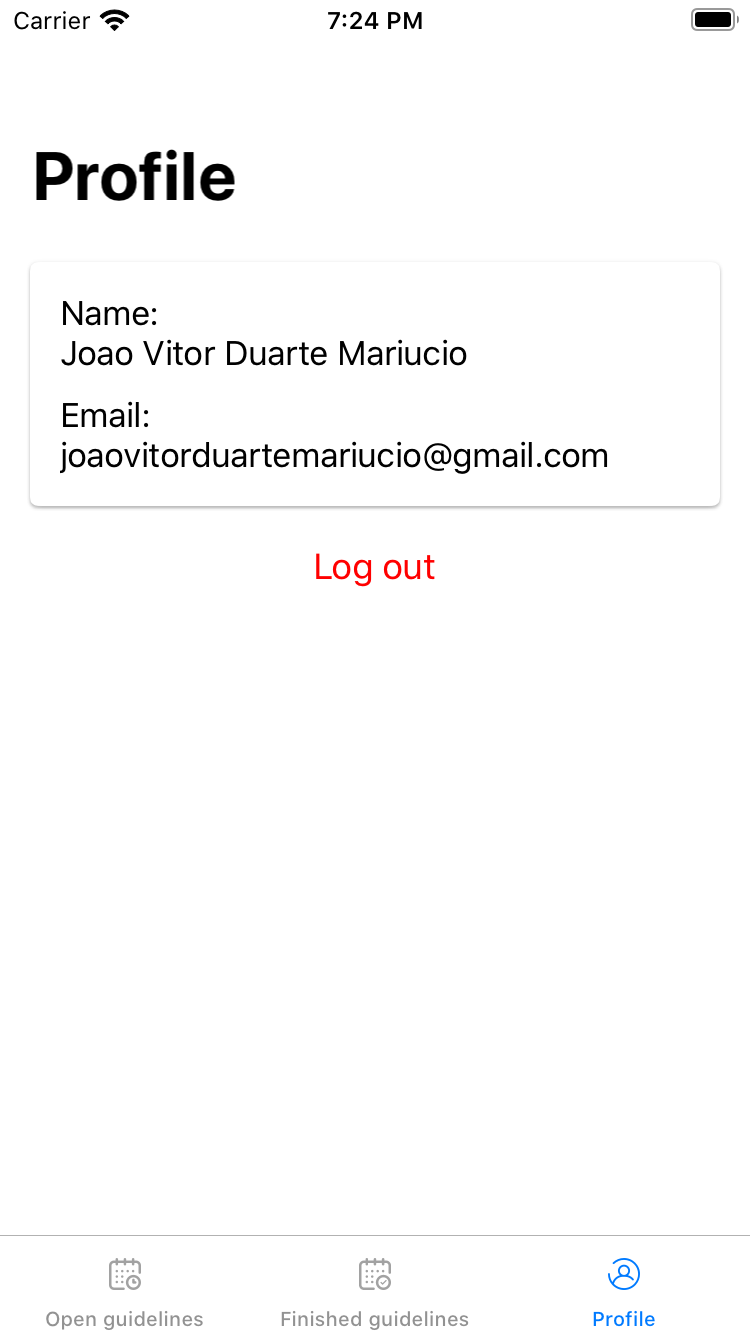 Carrier 7:24 PM
Profile
Name:
Joao Vitor Duarte Mariucio
Email:
joaovitorduartemariucio@gmail.com
Log out
Open guidelines Finished guidelines Profile